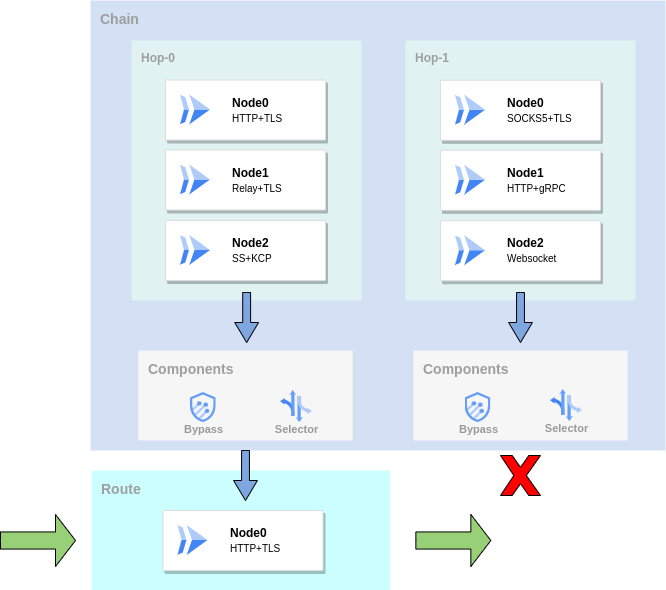 Chain
Hop-0
Node0
HTTP+TLS
Node1
Relay+TLS
Node2
SS+KCP
Hop-1
Node0
SOCKS5+TLS
Node1
HTTP+gRPC
Node2
Websocket
Components
Bypass
Selector
Components
Bypass
Selector
Route
Node0
HTTP+TLS